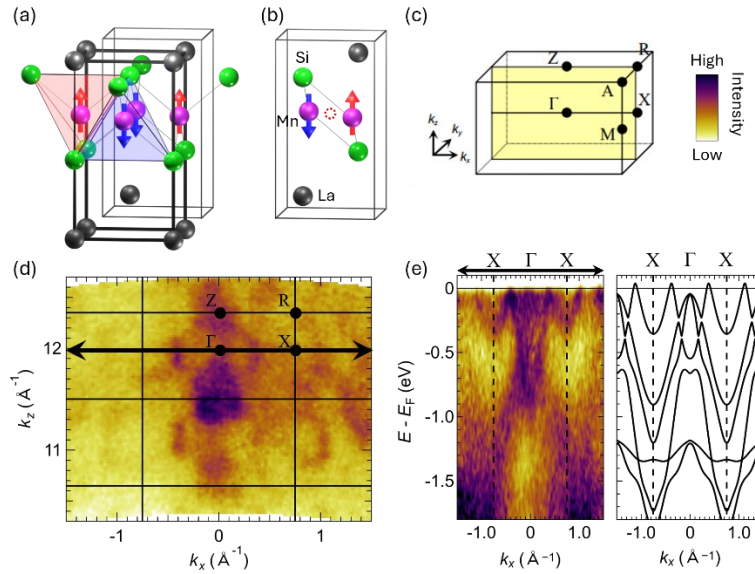 (a)
(b)
Si
Mn
La
(c)
Z
R
A
Γ
X
M
k_z
k_y
k_x
High
Intensity
Low
(d)
Z
R
Γ
X
12
11
k_z (Å⁻¹)
-1
0
1
k_x (Å⁻¹)
(e)
X Γ X
X Γ X
0
-0.5
-1.0
-1.5
E - E_F (eV)
-1.0 0.0 1.0
k_x (Å⁻¹)
-1.0 0.0 1.0
k_x (Å⁻¹)